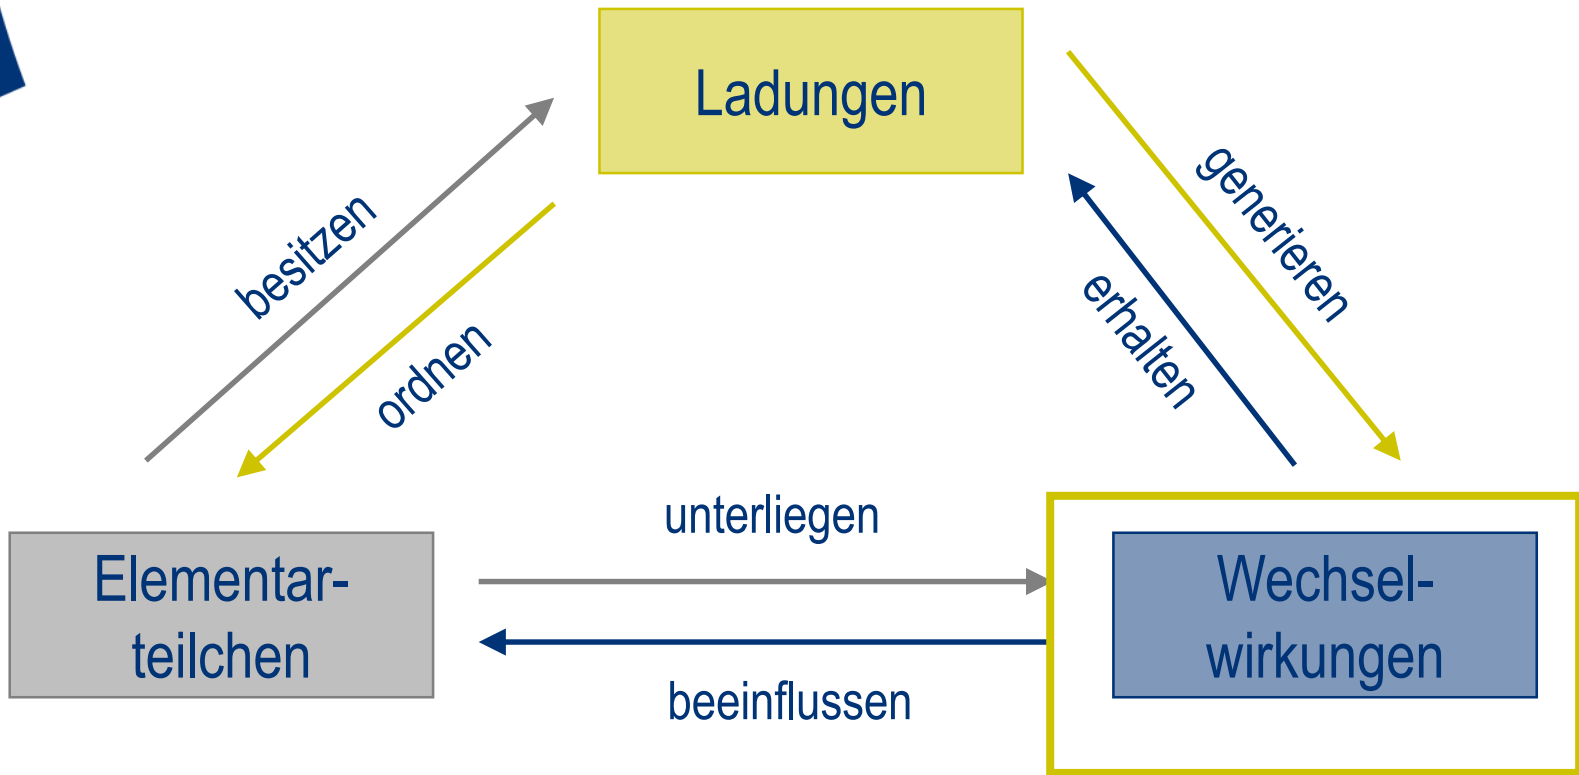 Ladungen
besitzen
ordnen
generieren
erhalten
unterliegen
Elementar-
teilchen
Wechsel-
wirkungen
beeinflussen